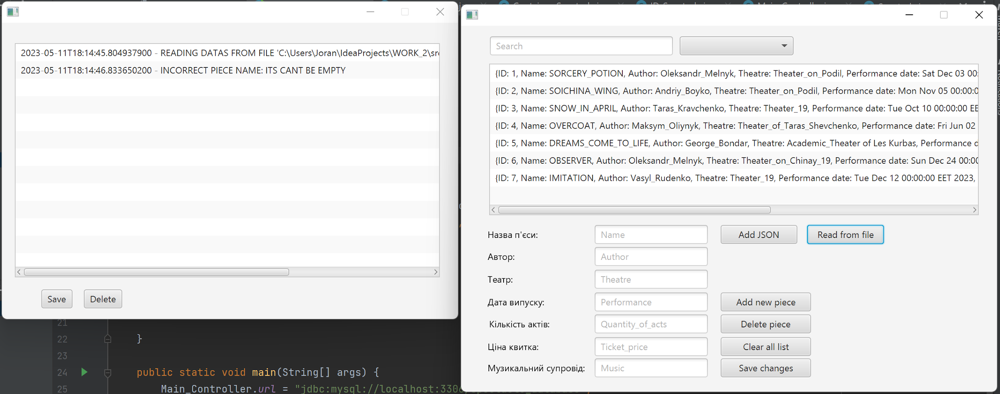 2023-05-11T18:14:45.804937900 - READING DATAS FROM FILE 'C:\Users\Joran\IdeaProjects\WORK_2\src
2023-05-11T18:14:46.833650200 - INCORRECT PIECE NAME: ITS CANT BE EMPTY
Save
Delete
Search
{ID: 1, Name: SORCERY_POTION, Author: Oleksandr_Melnyk, Theatre: Theater_on_Podil, Performance date: Sat Dec 03 00:
{ID: 2, Name: SOICHINA_WING, Author: Andriy_Boyko, Theatre: Theater_on_Podil, Performance date: Mon Nov 05 00:00:0
{ID: 3, Name: SNOW_IN_APRIL, Author: Taras_Kravchenko, Theatre: Theater_19, Performance date: Tue Oct 10 00:00:00 EE
{ID: 4, Name: OVERCOAT, Author: Maksym_Oliynyk, Theatre: Theater_of_Taras_Shevchenko, Performance date: Fri Jun 02
{ID: 5, Name: DREAMS_COME_TO_LIFE, Author: George_Bondar, Theatre: Academic_Theater of Les Kurbas, Performance d
{ID: 6, Name: OBSERVER, Author: Oleksandr_Melnyk, Theatre: Theater_on_Chinay_19, Performance date: Sun Dec 24 00:00
{ID: 7, Name: IMITATION, Author: Vasyl_Rudenko, Theatre: Theater_19, Performance date: Tue Dec 12 00:00:00 EET 2023,
Назва п'єси: Name Add JSON Read from file
Автор: Author
Театр: Theatre
Дата випуску: Performance Add new piece
Кількість актів: Quantity_of_acts Delete piece
Ціна квитка: Ticket_price Clear all list
Музикальний супровід: Music Save changes
21
22 }
23
24 public static void main(String[] args) {
25 Main_Controller.url = "jdbc:mysql://localhost:3306
Maven
Notifications